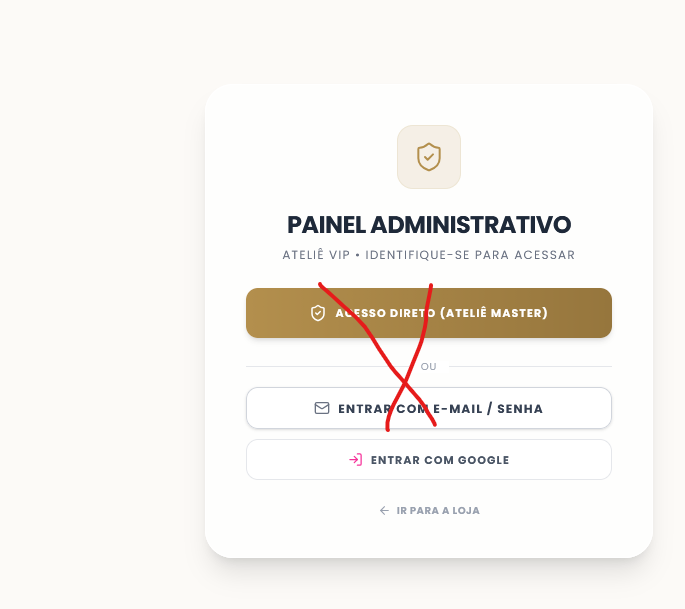 PAINEL ADMINISTRATIVO
ATELIÊ VIP • IDENTIFIQUE-SE PARA ACESSAR
ACESSO DIRETO (ATELIÊ MASTER)
OU
ENTRAR COM E-MAIL / SENHA
ENTRAR COM GOOGLE
IR PARA A LOJA